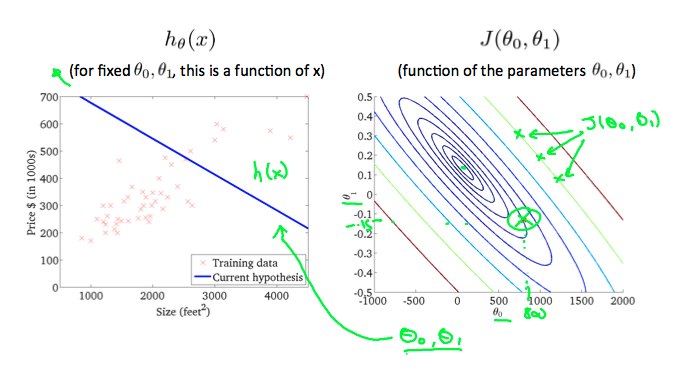 hθ(x)
(for fixed θ₀, θ₁, this is a function of x)
Price $ (in 1000s)
700
600
500
400
300
200
100
0
1000
2000
3000
4000
Size (feet²)
h(x)
Training data
Current hypothesis
J(θ₀, θ₁)
(function of the parameters θ₀, θ₁)
0.5
0.4
0.3
0.2
0.1
0
-0.1
-0.2
-0.3
-0.4
-0.5
-1000
-500
0
500
1000
1500
2000
θ₁
θ₀
J(θ₀, θ₁)
-.15
800
θ₀, θ₁